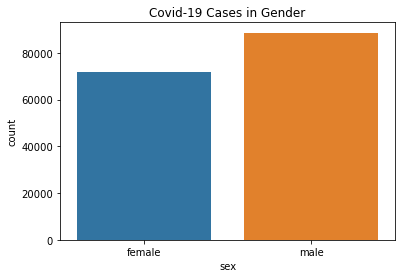 Covid-19 Cases in Gender
count
80000
60000
40000
20000
0
female
male
sex